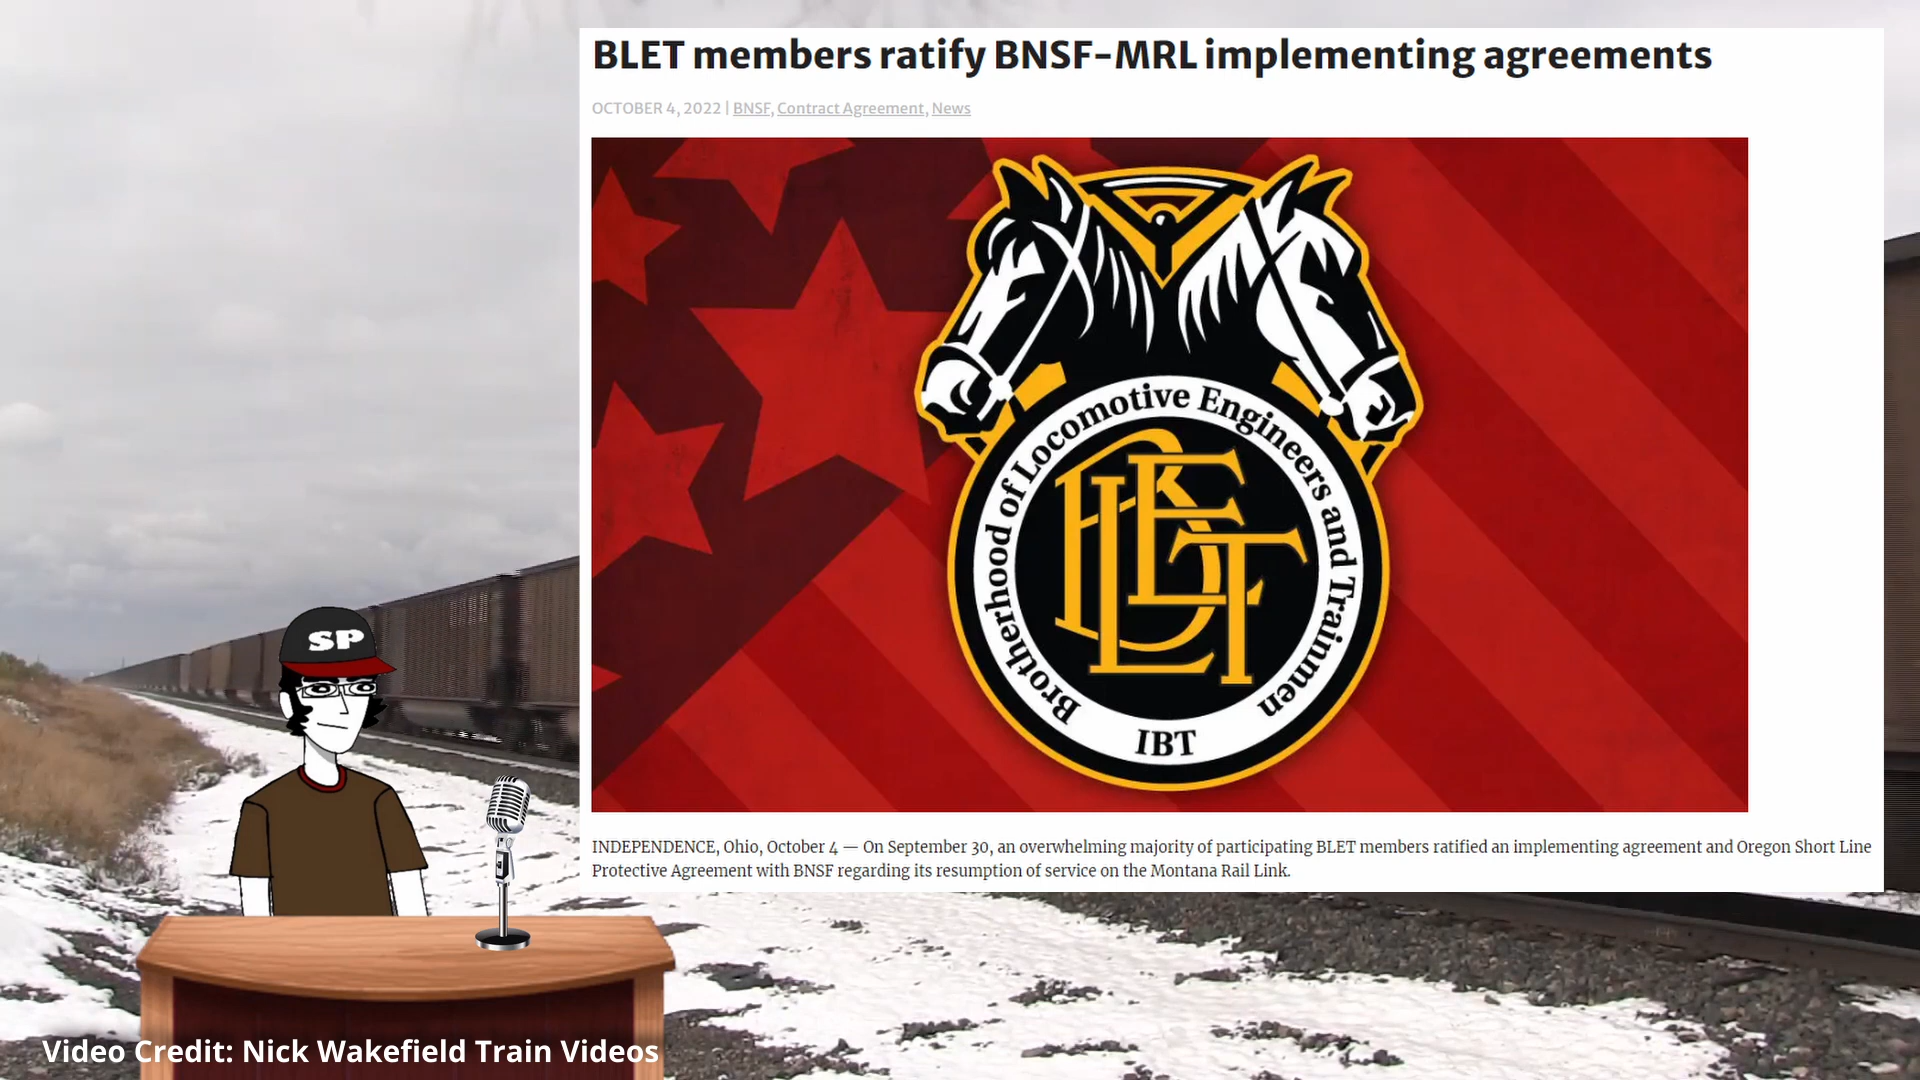 BLET members ratify BNSF-MRL implementing agreements
OCTOBER 4, 2022 | BNSF, Contract Agreement, News
Brotherhood of Locomotive Engineers and Trainmen
BLET
IBT
SP
INDEPENDENCE, Ohio, October 4 — On September 30, an overwhelming majority of participating BLET members ratified an implementing agreement and Oregon Short Line
Protective Agreement with BNSF regarding its resumption of service on the Montana Rail Link.
Video Credit: Nick Wakefield Train Videos